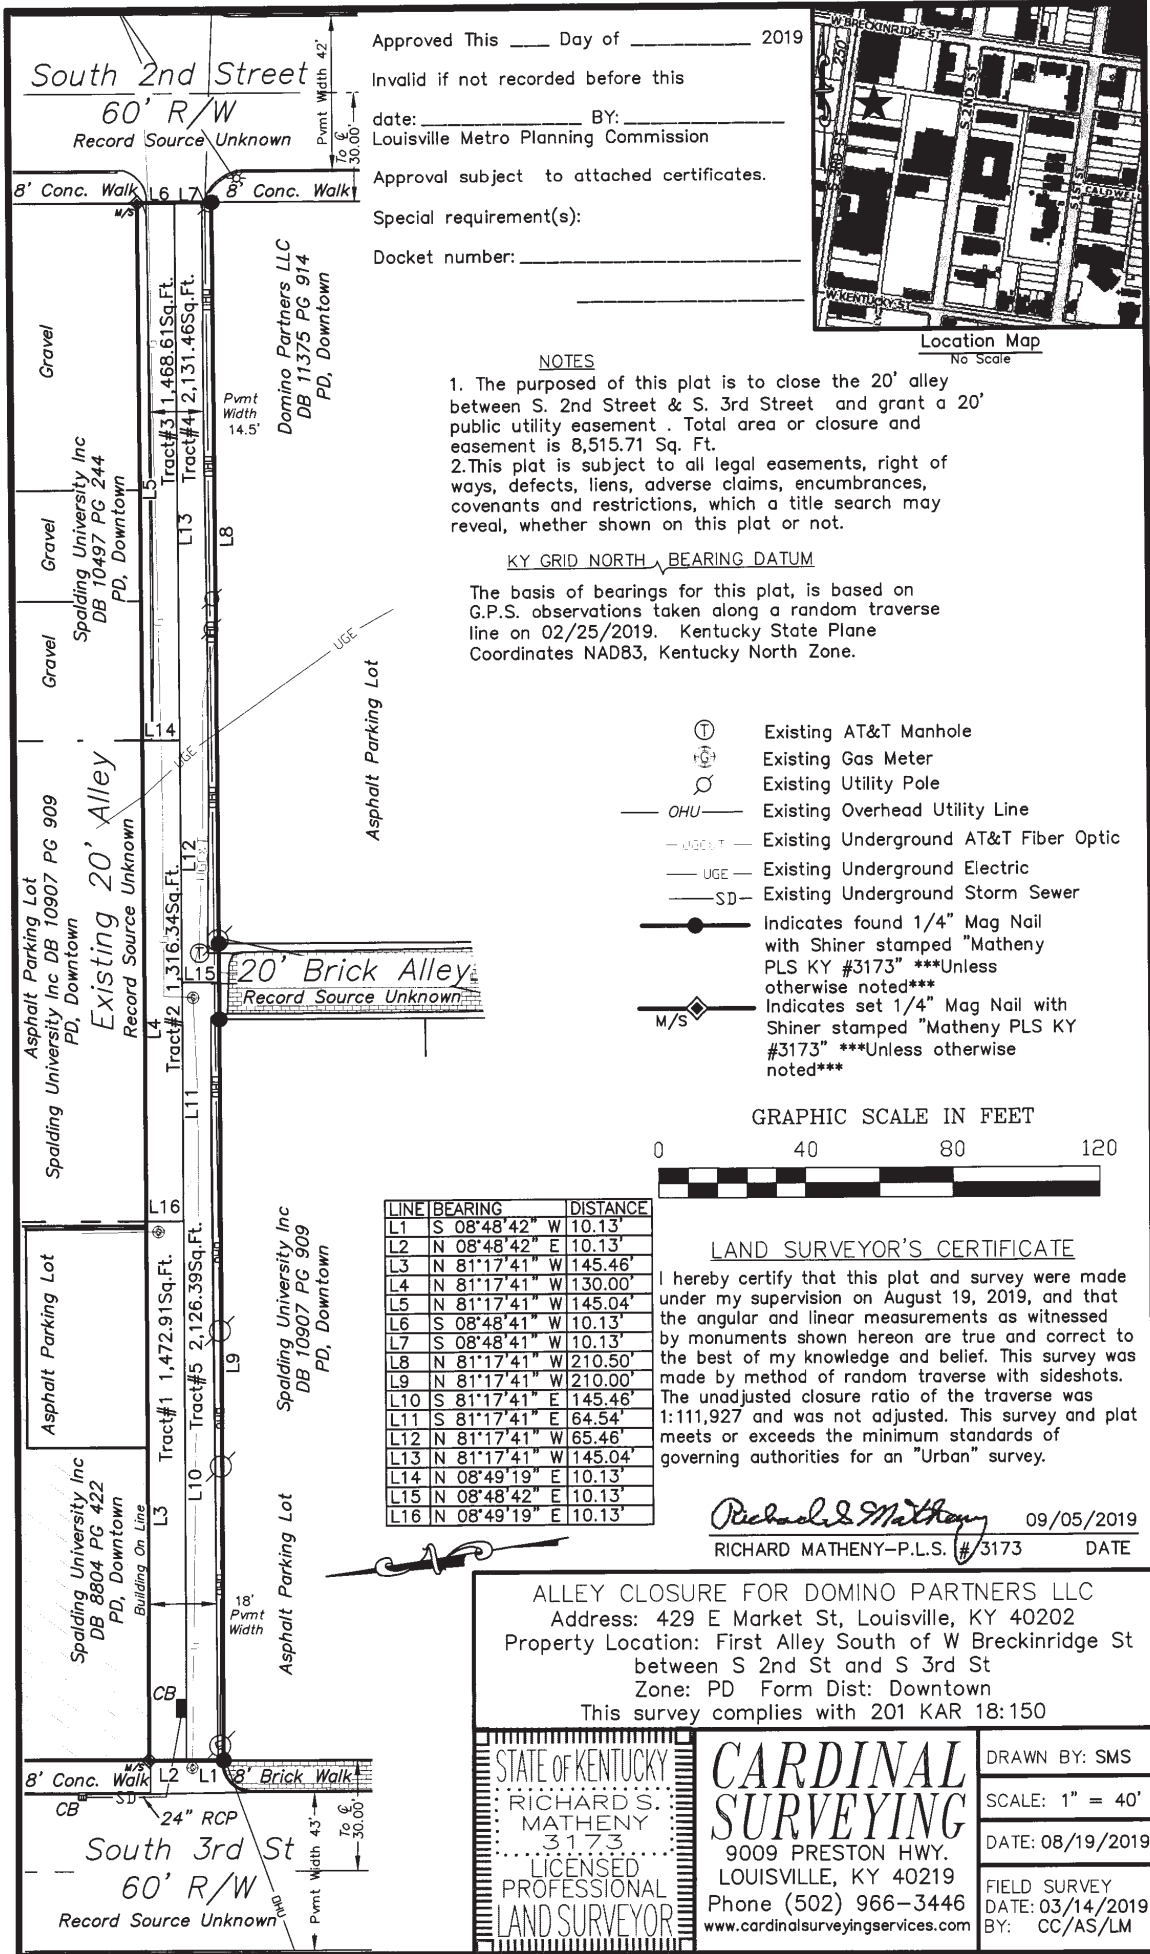 South 2nd Street
60' R/W
Record Source Unknown
Pvmt Width 42'
To ℄
30.00'
8' Conc. Walk
L6
L7
8' Conc. Walk
M/S
Approved This ___ Day of __________ 2019
Invalid if not recorded before this
date: _________ BY: ______________
Louisville Metro Planning Commission
Approval subject to attached certificates.
Special requirement(s):
Docket number: ________________________
W BRECKINRIDGE ST
250'
S 2ND ST
S 3RD ST
S 1ST ST
CALDWELL
W KENTUCKY ST
Location Map
No Scale
Gravel
Gravel
Gravel
Spalding University Inc
DB 10497 PG 244
PD, Downtown
L5
Tract#3 1,468.61Sq.Ft.
Tract#4 2,131.46Sq.Ft.
L13
L8
OHU
Pvmt
Width
14.5'
Domino Partners LLC
DB 11375 PG 914
PD, Downtown
NOTES
1. The purposed of this plat is to close the 20' alley
between S. 2nd Street & S. 3rd Street and grant a 20'
public utility easement . Total area or closure and
easement is 8,515.71 Sq. Ft.
2.This plat is subject to all legal easements, right of
ways, defects, liens, adverse claims, encumbrances,
covenants and restrictions, which a title search may
reveal, whether shown on this plat or not.
KY GRID NORTH BEARING DATUM
The basis of bearings for this plat, is based on
G.P.S. observations taken along a random traverse
line on 02/25/2019. Kentucky State Plane
Coordinates NAD83, Kentucky North Zone.
UGE
UGE
L14
Asphalt Parking Lot
T Existing AT&T Manhole
G Existing Gas Meter
Existing Utility Pole
OHU Existing Overhead Utility Line
Existing Underground AT&T Fiber Optic
UGE Existing Underground Electric
SD Existing Underground Storm Sewer
Indicates found 1/4" Mag Nail
with Shiner stamped "Matheny
PLS KY #3173" ***Unless
otherwise noted***
M/S
Indicates set 1/4" Mag Nail with
Shiner stamped "Matheny PLS KY
#3173" ***Unless otherwise
noted***
Asphalt Parking Lot
Spalding University Inc DB 10907 PG 909
PD, Downtown
Existing 20' Alley
Record Source Unknown
L4
Tract#2 1,316.34Sq.Ft.
L12
L15
T
20' Brick Alley
Record Source Unknown
L11
L16
GRAPHIC SCALE IN FEET
0 40 80 120
LINE BEARING DISTANCE
L1 S 08°48'42" W 10.13'
L2 N 08°48'42" E 10.13'
L3 N 81°17'41" W 145.46'
L4 N 81°17'41" W 130.00'
L5 N 81°17'41" W 145.04'
L6 S 08°48'41" W 10.13'
L7 S 08°48'41" W 10.13'
L8 N 81°17'41" W 210.50'
L9 N 81°17'41" W 210.00'
L10 S 81°17'41" E 145.46'
L11 S 81°17'41" E 64.54'
L12 N 81°17'41" W 65.46'
L13 N 81°17'41" W 145.04'
L14 N 08°49'19" E 10.13'
L15 N 08°48'42" E 10.13'
L16 N 08°49'19" E 10.13'
LAND SURVEYOR'S CERTIFICATE
I hereby certify that this plat and survey were made
under my supervision on August 19, 2019, and that
the angular and linear measurements as witnessed
by monuments shown hereon are true and correct to
the best of my knowledge and belief. This survey was
made by method of random traverse with sideshots.
The unadjusted closure ratio of the traverse was
1:111,927 and was not adjusted. This survey and plat
meets or exceeds the minimum standards of
governing authorities for an "Urban" survey.
Richard S Matheny 09/05/2019
RICHARD MATHENY-P.L.S. # 3173 DATE
Asphalt Parking Lot
Tract#1 1,472.91Sq.Ft.
Tract#5 2,126.39Sq.Ft.
L9
Spalding University Inc
DB 10907 PG 909
PD, Downtown
L10
L3
Spalding University Inc
DB 8804 PG 422
PD, Downtown
Building On Line
18'
Pvmt
Width
Asphalt Parking Lot
CB
M/S
8' Conc. Walk
L2
L1
8' Brick Walk
CB
SD
24" RCP
South 3rd St
60' R/W
Record Source Unknown
OHU
Pvmt Width 43'
To ℄
30.00'
N
ALLEY CLOSURE FOR DOMINO PARTNERS LLC
Address: 429 E Market St, Louisville, KY 40202
Property Location: First Alley South of W Breckinridge St
between S 2nd St and S 3rd St
Zone: PD Form Dist: Downtown
This survey complies with 201 KAR 18:150
STATE OF KENTUCKY
RICHARD S.
MATHENY
3173
LICENSED
PROFESSIONAL
LAND SURVEYOR
CARDINAL
SURVEYING
9009 PRESTON HWY.
LOUISVILLE, KY 40219
Phone (502) 966-3446
www.cardinalsurveyingservices.com
DRAWN BY: SMS
SCALE: 1" = 40'
DATE: 08/19/2019
FIELD SURVEY
DATE: 03/14/2019
BY: CC/AS/LM